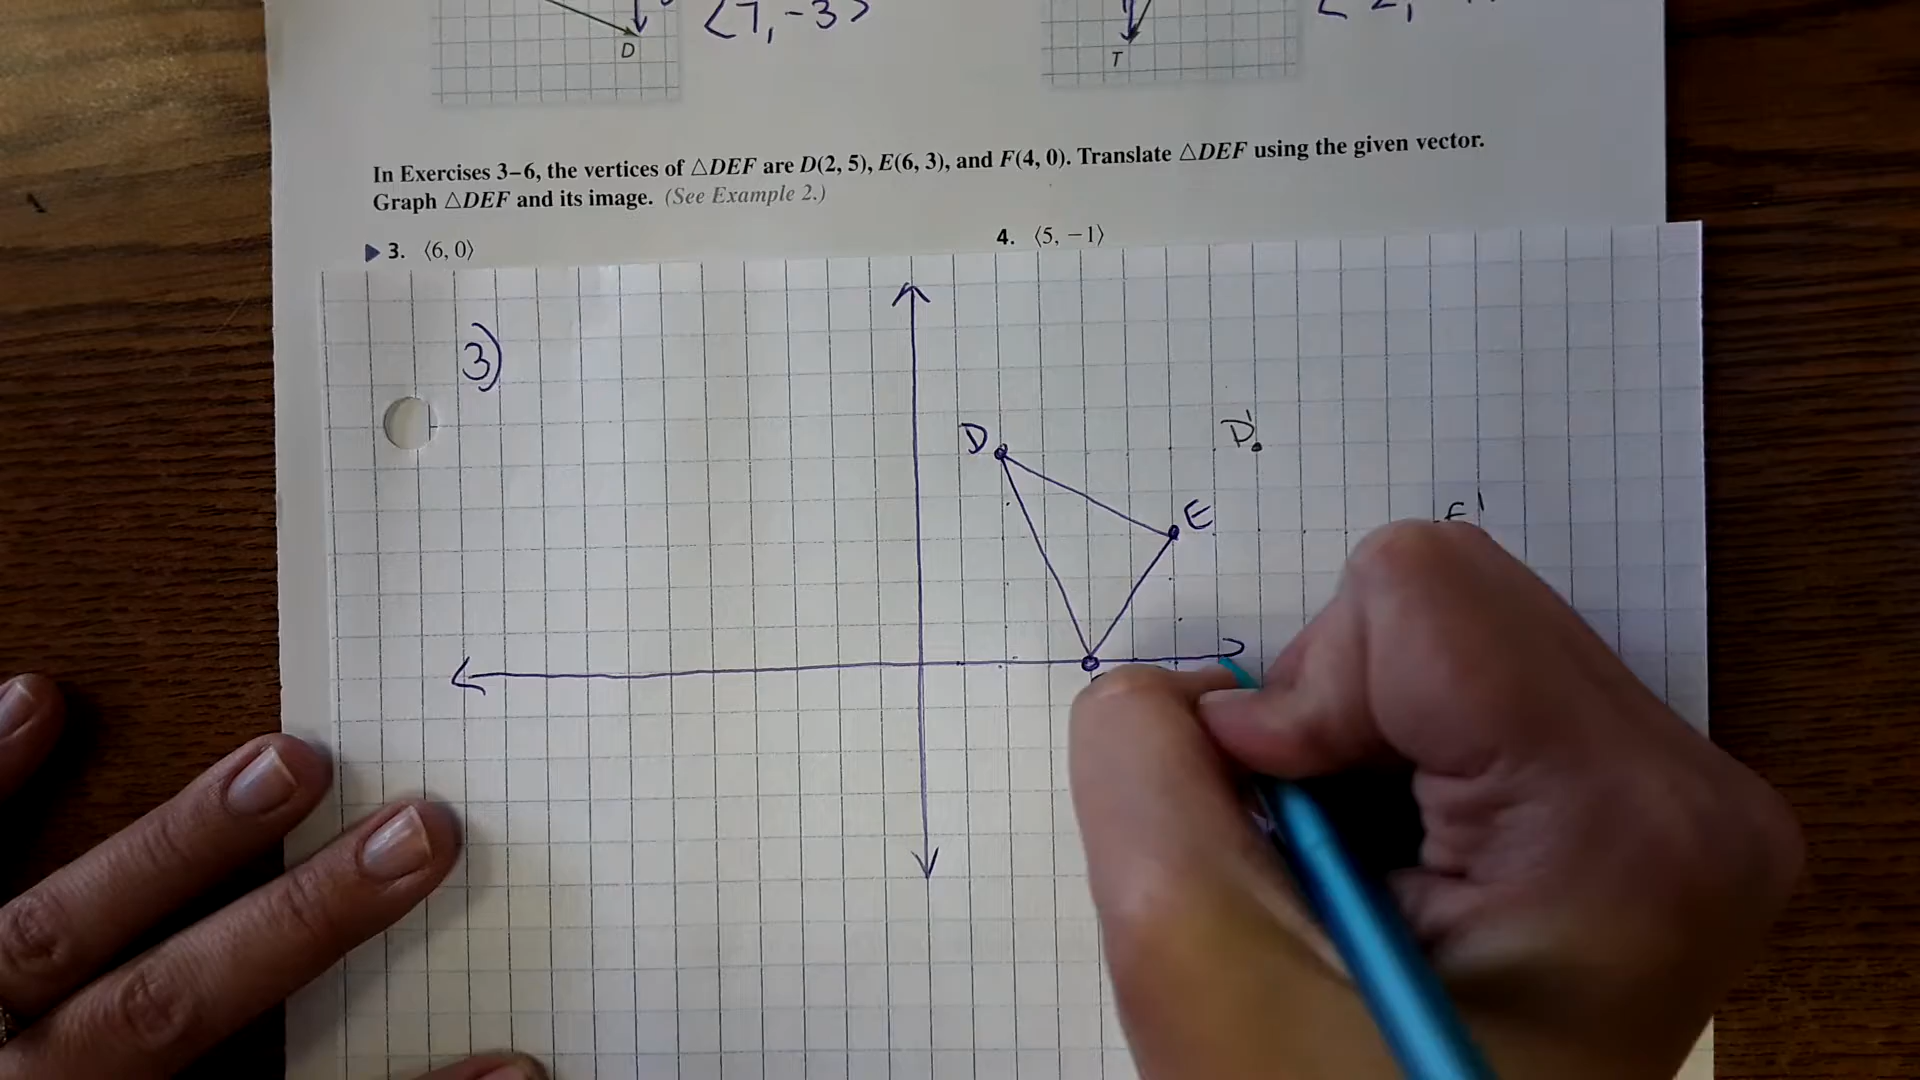 D
⟨7, -3⟩
T
In Exercises 3–6, the vertices of △DEF are D(2, 5), E(6, 3), and F(4, 0). Translate △DEF using the given vector.
Graph △DEF and its image. (See Example 2.)
3. ⟨6, 0⟩
4. ⟨5, −1⟩
3)
D
D'
E
E'